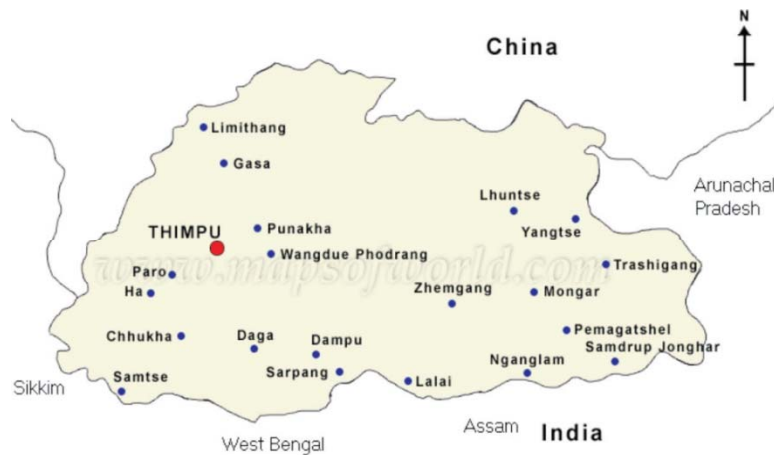 N
China
Limithang
Gasa
Arunachal
Pradesh
Lhuntse
Punakha
Yangtse
THIMPU
Wangdue Phodrang
www.mapsofworld.com
Trashigang
Paro
Ha
Zhemgang
Mongar
Chhukha
Daga
Dampu
Pemagatshel
Samdrup Jonghar
Nganglam
Sarpang
Samtse
Lalai
Sikkim
Assam
India
West Bengal